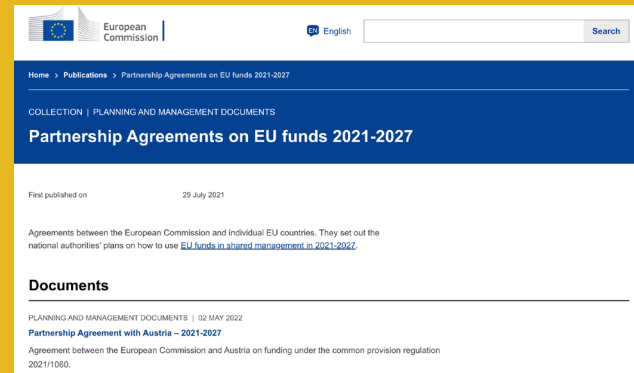 European
Commission
EN English
Search
Home > Publications > Partnership Agreements on EU funds 2021-2027
COLLECTION | PLANNING AND MANAGEMENT DOCUMENTS
Partnership Agreements on EU funds 2021-2027
First published on 29 July 2021
Agreements between the European Commission and individual EU countries. They set out the
national authorities' plans on how to use EU funds in shared management in 2021-2027.
Documents
PLANNING AND MANAGEMENT DOCUMENTS | 02 MAY 2022
Partnership Agreement with Austria – 2021-2027
Agreement between the European Commission and Austria on funding under the common provision regulation
2021/1060.